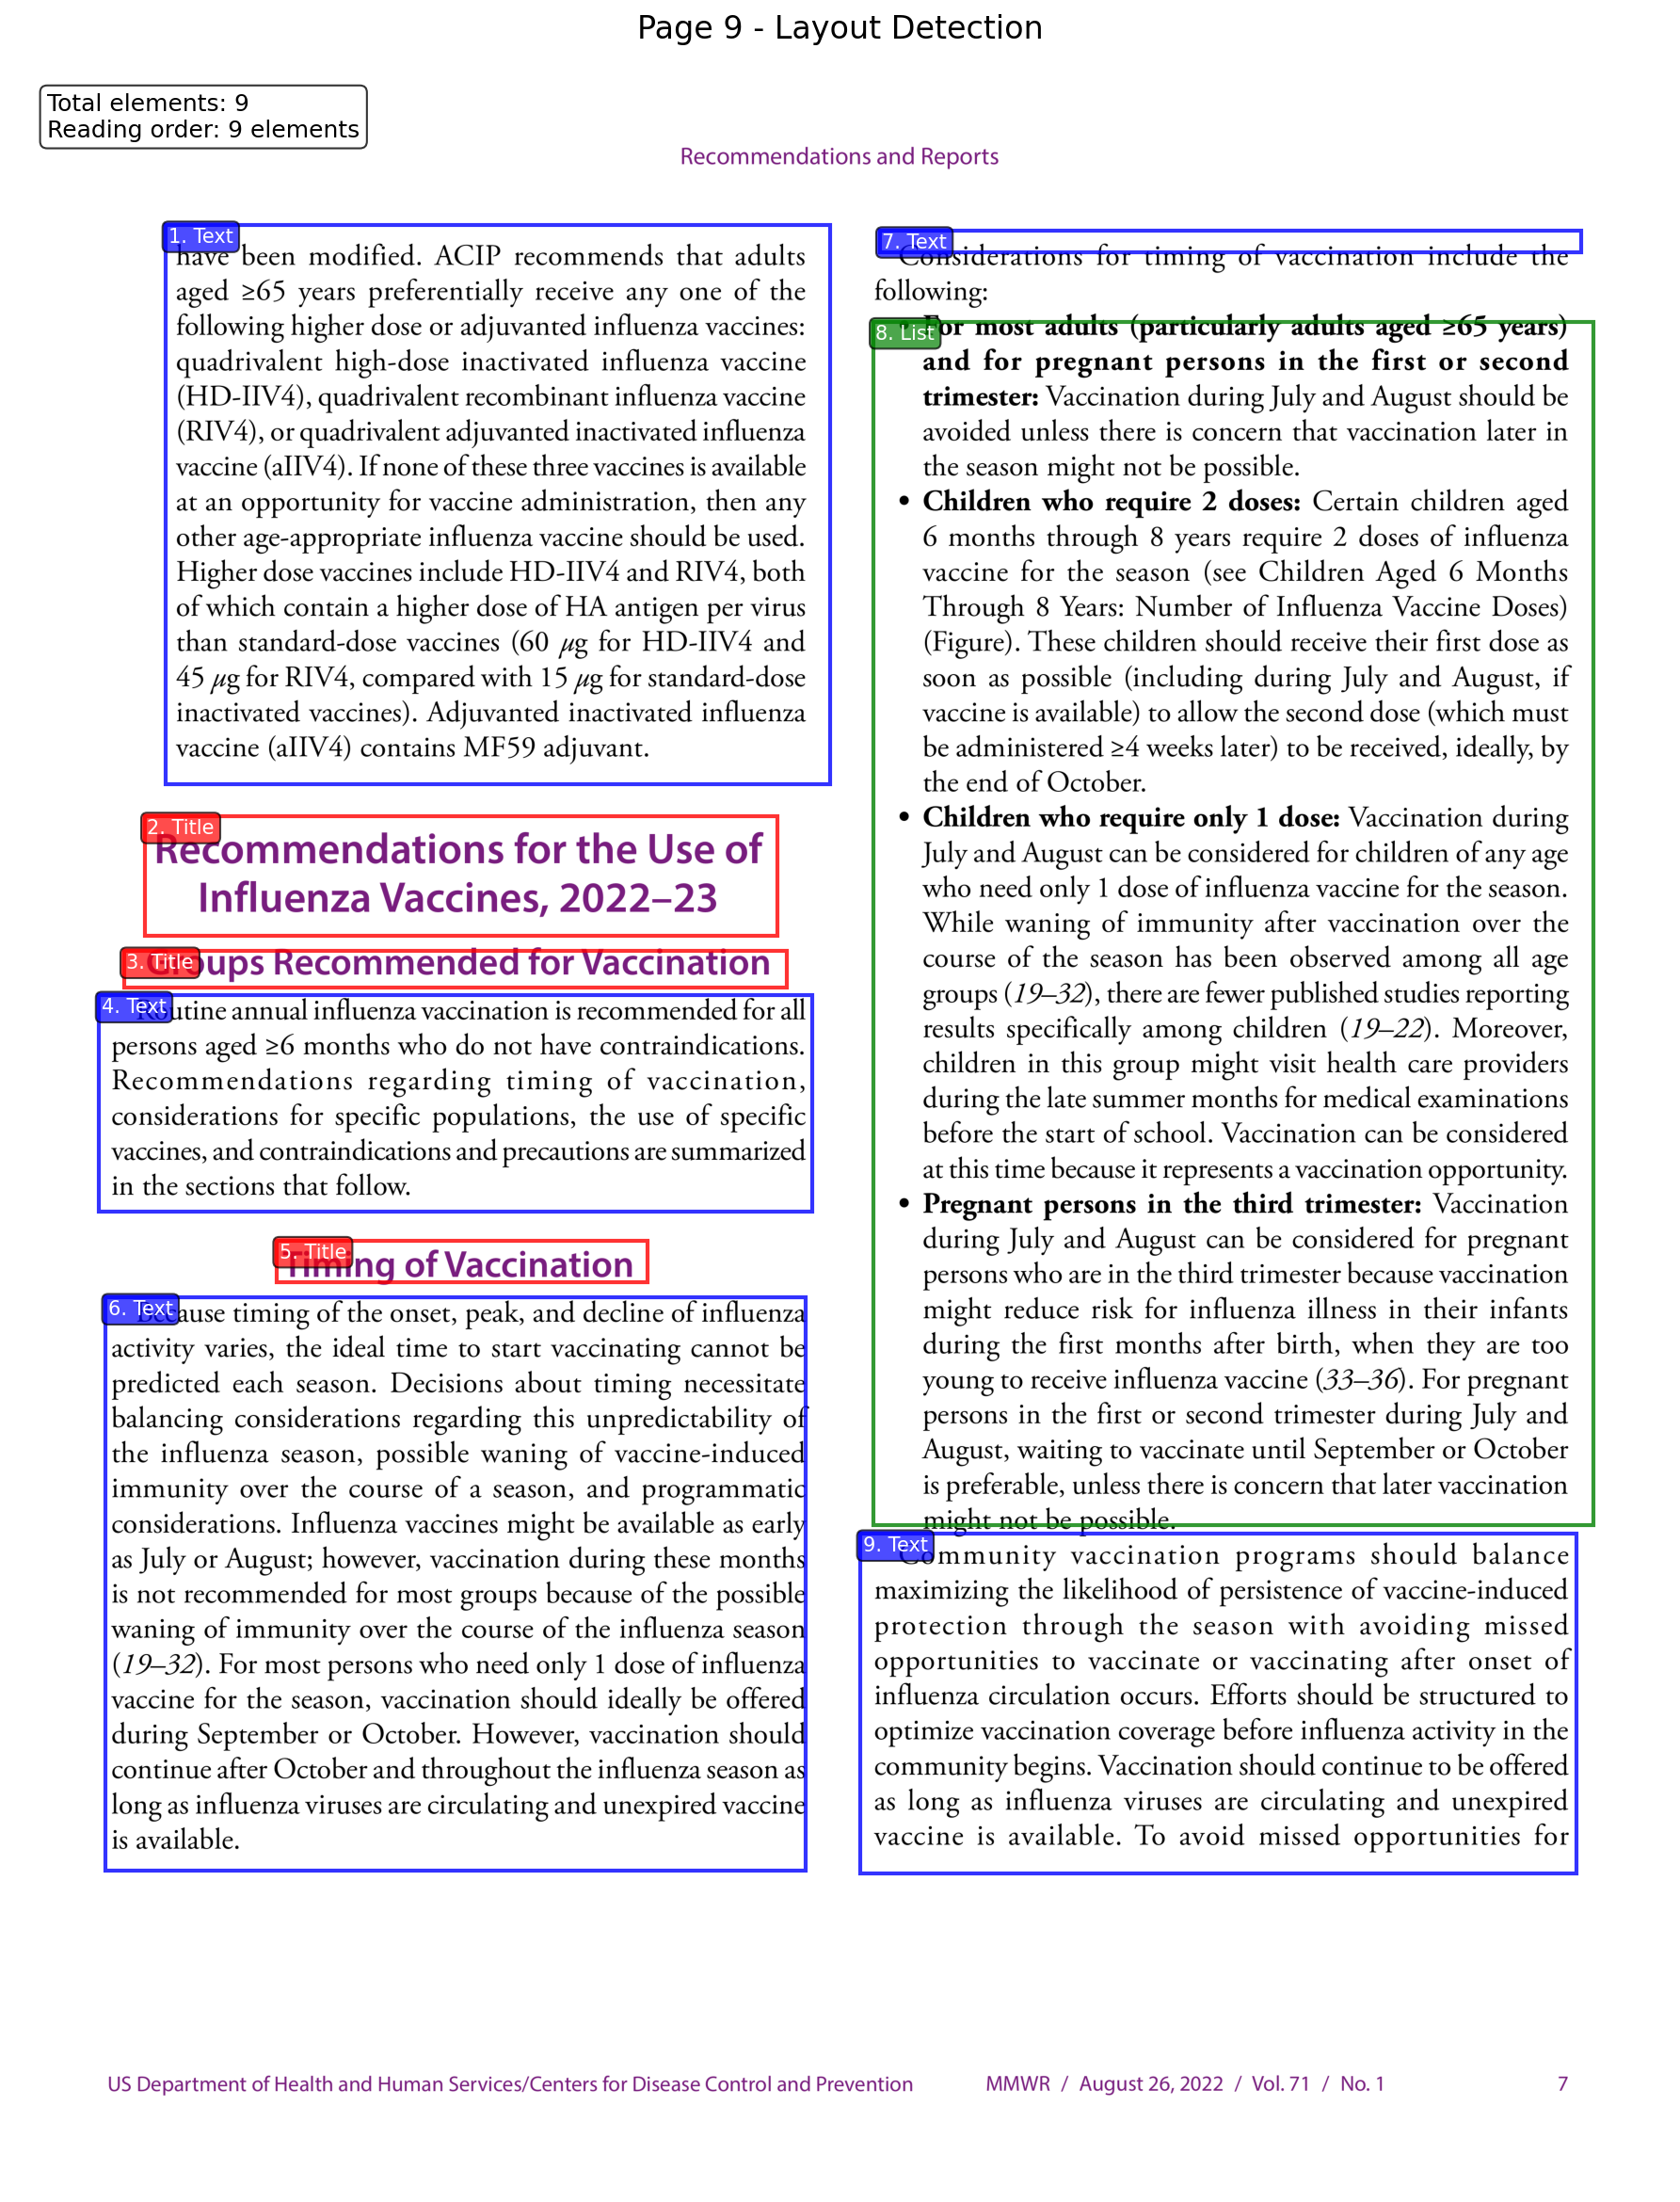 Page 9 - Layout Detection
Total elements: 9
Reading order: 9 elements
Recommendations and Reports
1. Text
have been modified. ACIP recommends that adults
aged ≥65 years preferentially receive any one of the
following higher dose or adjuvanted influenza vaccines:
quadrivalent high-dose inactivated influenza vaccine
(HD-IIV4), quadrivalent recombinant influenza vaccine
(RIV4), or quadrivalent adjuvanted inactivated influenza
vaccine (aIIV4). If none of these three vaccines is available
at an opportunity for vaccine administration, then any
other age-appropriate influenza vaccine should be used.
Higher dose vaccines include HD-IIV4 and RIV4, both
of which contain a higher dose of HA antigen per virus
than standard-dose vaccines (60 µg for HD-IIV4 and
45 µg for RIV4, compared with 15 µg for standard-dose
inactivated vaccines). Adjuvanted inactivated influenza
vaccine (aIIV4) contains MF59 adjuvant.
2. Title
Recommendations for the Use of
Influenza Vaccines, 2022–23
3. Title
Groups Recommended for Vaccination
4. Text
Routine annual influenza vaccination is recommended for all
persons aged ≥6 months who do not have contraindications.
Recommendations regarding timing of vaccination,
considerations for specific populations, the use of specific
vaccines, and contraindications and precautions are summarized
in the sections that follow.
5. Title
Timing of Vaccination
6. Text
Because timing of the onset, peak, and decline of influenza
activity varies, the ideal time to start vaccinating cannot be
predicted each season. Decisions about timing necessitate
balancing considerations regarding this unpredictability of
the influenza season, possible waning of vaccine-induced
immunity over the course of a season, and programmatic
considerations. Influenza vaccines might be available as early
as July or August; however, vaccination during these months
is not recommended for most groups because of the possible
waning of immunity over the course of the influenza season
(19–32). For most persons who need only 1 dose of influenza
vaccine for the season, vaccination should ideally be offered
during September or October. However, vaccination should
continue after October and throughout the influenza season as
long as influenza viruses are circulating and unexpired vaccine
is available.
7. Text
Considerations for timing of vaccination include the
following:
8. List
• For most adults (particularly adults aged ≥65 years)
and for pregnant persons in the first or second
trimester: Vaccination during July and August should be
avoided unless there is concern that vaccination later in
the season might not be possible.
• Children who require 2 doses: Certain children aged
6 months through 8 years require 2 doses of influenza
vaccine for the season (see Children Aged 6 Months
Through 8 Years: Number of Influenza Vaccine Doses)
(Figure). These children should receive their first dose as
soon as possible (including during July and August, if
vaccine is available) to allow the second dose (which must
be administered ≥4 weeks later) to be received, ideally, by
the end of October.
• Children who require only 1 dose: Vaccination during
July and August can be considered for children of any age
who need only 1 dose of influenza vaccine for the season.
While waning of immunity after vaccination over the
course of the season has been observed among all age
groups (19–32), there are fewer published studies reporting
results specifically among children (19–22). Moreover,
children in this group might visit health care providers
during the late summer months for medical examinations
before the start of school. Vaccination can be considered
at this time because it represents a vaccination opportunity.
• Pregnant persons in the third trimester: Vaccination
during July and August can be considered for pregnant
persons who are in the third trimester because vaccination
might reduce risk for influenza illness in their infants
during the first months after birth, when they are too
young to receive influenza vaccine (33–36). For pregnant
persons in the first or second trimester during July and
August, waiting to vaccinate until September or October
is preferable, unless there is concern that later vaccination
might not be possible.
9. Text
Community vaccination programs should balance
maximizing the likelihood of persistence of vaccine-induced
protection through the season with avoiding missed
opportunities to vaccinate or vaccinating after onset of
influenza circulation occurs. Efforts should be structured to
optimize vaccination coverage before influenza activity in the
community begins. Vaccination should continue to be offered
as long as influenza viruses are circulating and unexpired
vaccine is available. To avoid missed opportunities for
US Department of Health and Human Services/Centers for Disease Control and Prevention MMWR / August 26, 2022 / Vol. 71 / No. 1 7